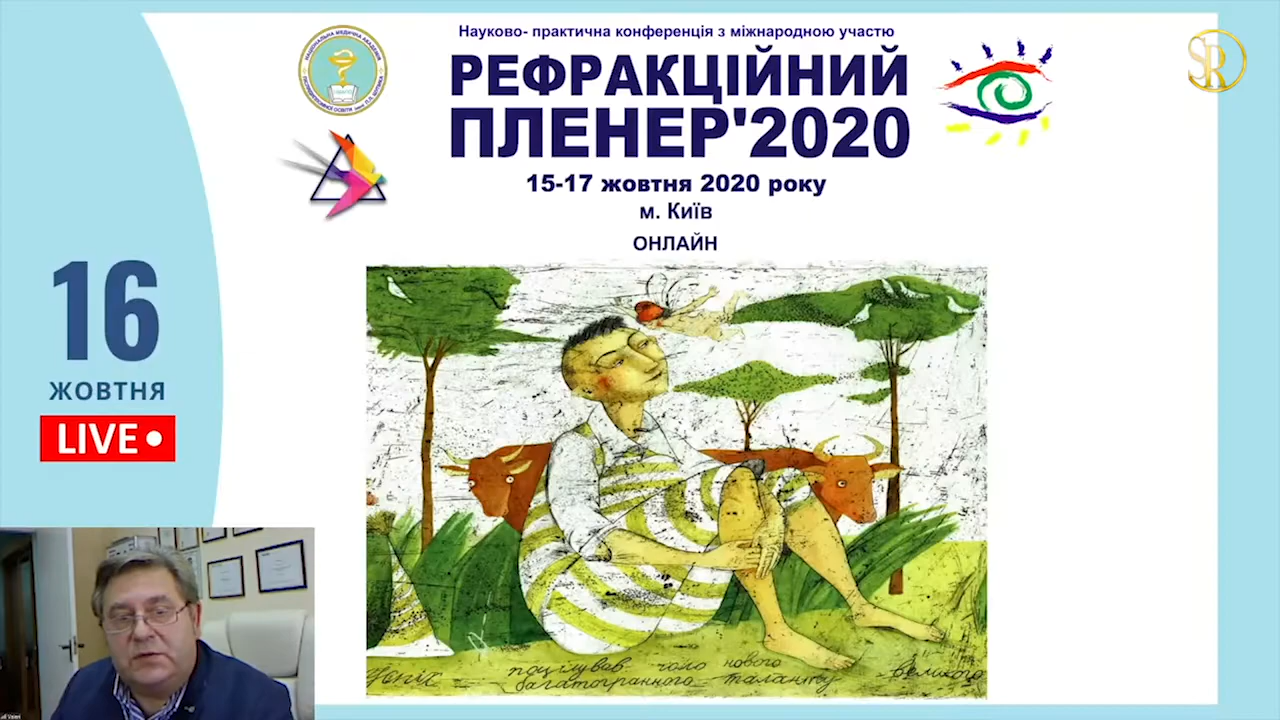 Науково- практична конференція з міжнародною участю
РЕФРАКЦІЙНИЙ
ПЛЕНЕР'2020
15-17 жовтня 2020 року
м. Київ
ОНЛАЙН
SR
16
ЖОВТНЯ
LIVE
поцілував чоло нового великого
багатогранного таланту